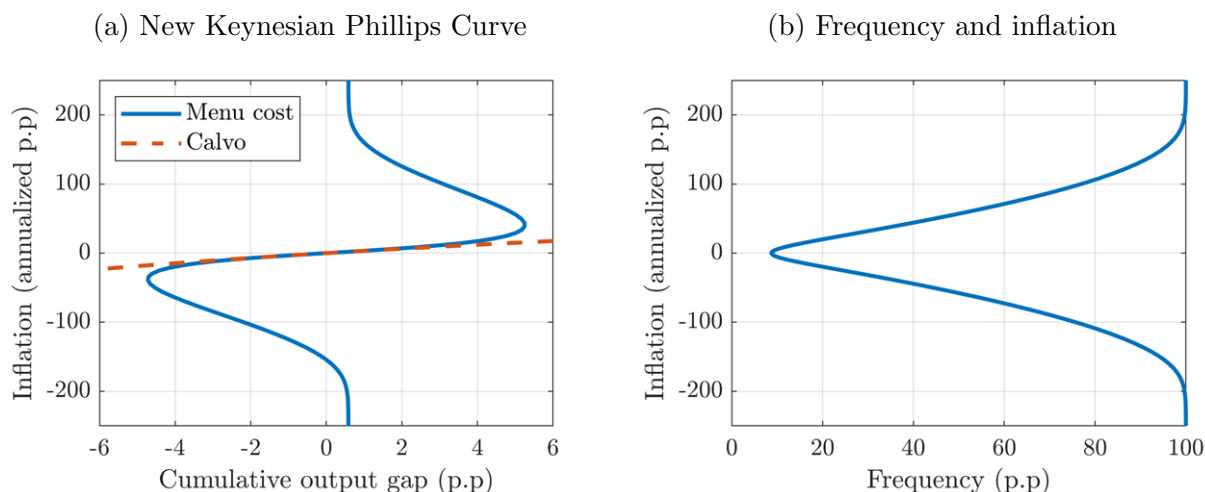 (a) New Keynesian Phillips Curve
Inflation (annualized p.p)
200
100
0
-100
-200
Menu cost
Calvo
-6 -4 -2 0 2 4 6
Cumulative output gap (p.p)
(b) Frequency and inflation
Inflation (annualized p.p)
200
100
0
-100
-200
0 20 40 60 80 100
Frequency (p.p)